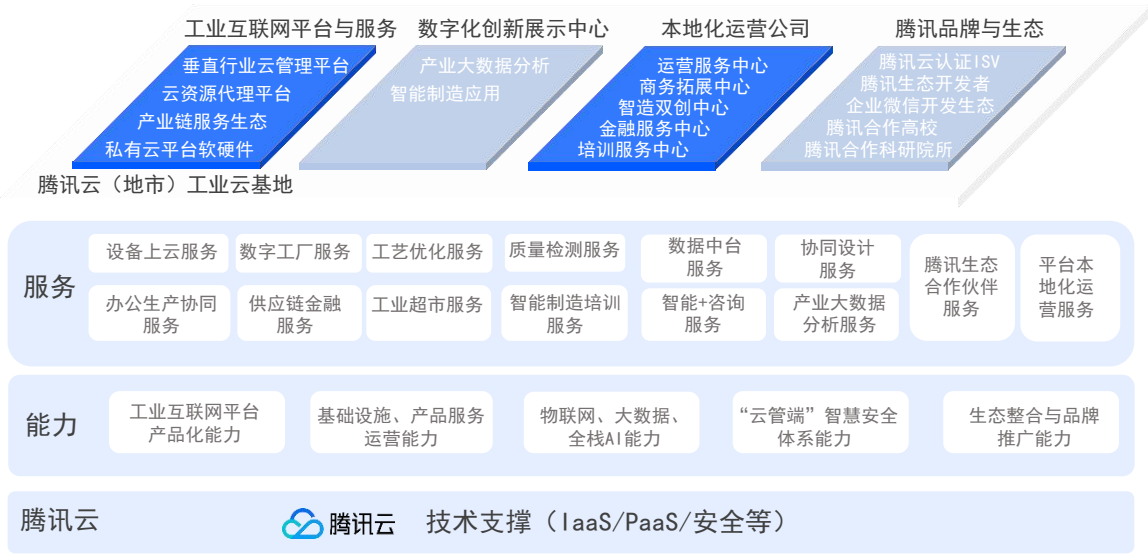 工业互联网平台与服务
垂直行业云管理平台
云资源代理平台
产业链服务生态
私有云平台软硬件
数字化创新展示中心
产业大数据分析
智能制造应用
本地化运营公司
运营服务中心
商务拓展中心
智造双创中心
金融服务中心
培训服务中心
腾讯品牌与生态
腾讯云认证ISV
腾讯生态开发者
企业微信开发生态
腾讯合作高校
腾讯合作科研院所
腾讯云（地市）工业云基地
服务
设备上云服务
数字工厂服务
工艺优化服务
质量检测服务
数据中台
服务
协同设计
服务
办公生产协同
服务
供应链金融
服务
工业超市服务
智能制造培训
服务
智能+咨询
服务
产业大数据
分析服务
腾讯生态
合作伙伴
服务
平台本
地化运
营服务
能力
工业互联网平台
产品化能力
基础设施、产品服务
运营能力
物联网、大数据、
全栈AI能力
“云管端”智慧安全
体系能力
生态整合与品牌
推广能力
腾讯云
腾讯云
技术支撑（IaaS/PaaS/安全等）